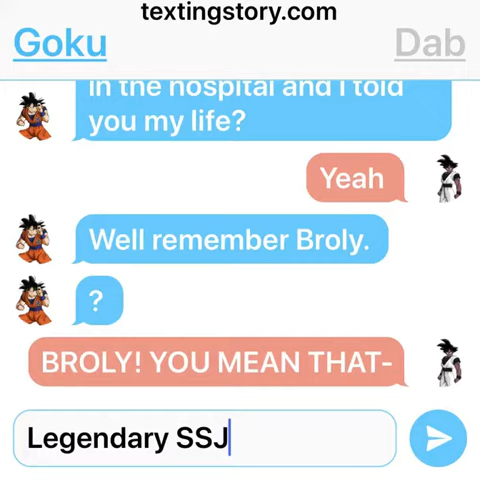 textingstory.com
Goku
Dab
in the hospital and I told
you my life?
Yeah
Well remember Broly.
?
BROLY! YOU MEAN THAT-
Legendary SSJ